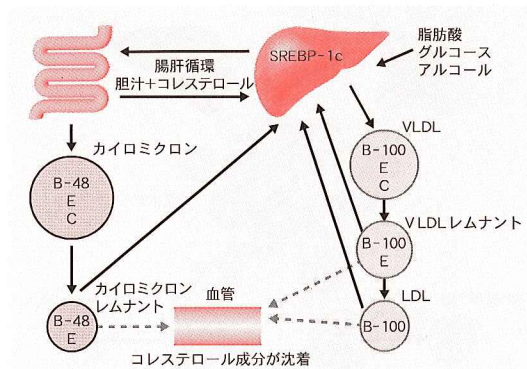 SREBP-1c
脂肪酸
グルコース
アルコール
腸肝循環
胆汁+コレステロール
カイロミクロン
B-48
E
C
VLDL
B-100
E
C
VLDLレムナント
B-100
E
カイロミクロン
レムナント
B-48
E
血管
LDL
B-100
コレステロール成分が沈着